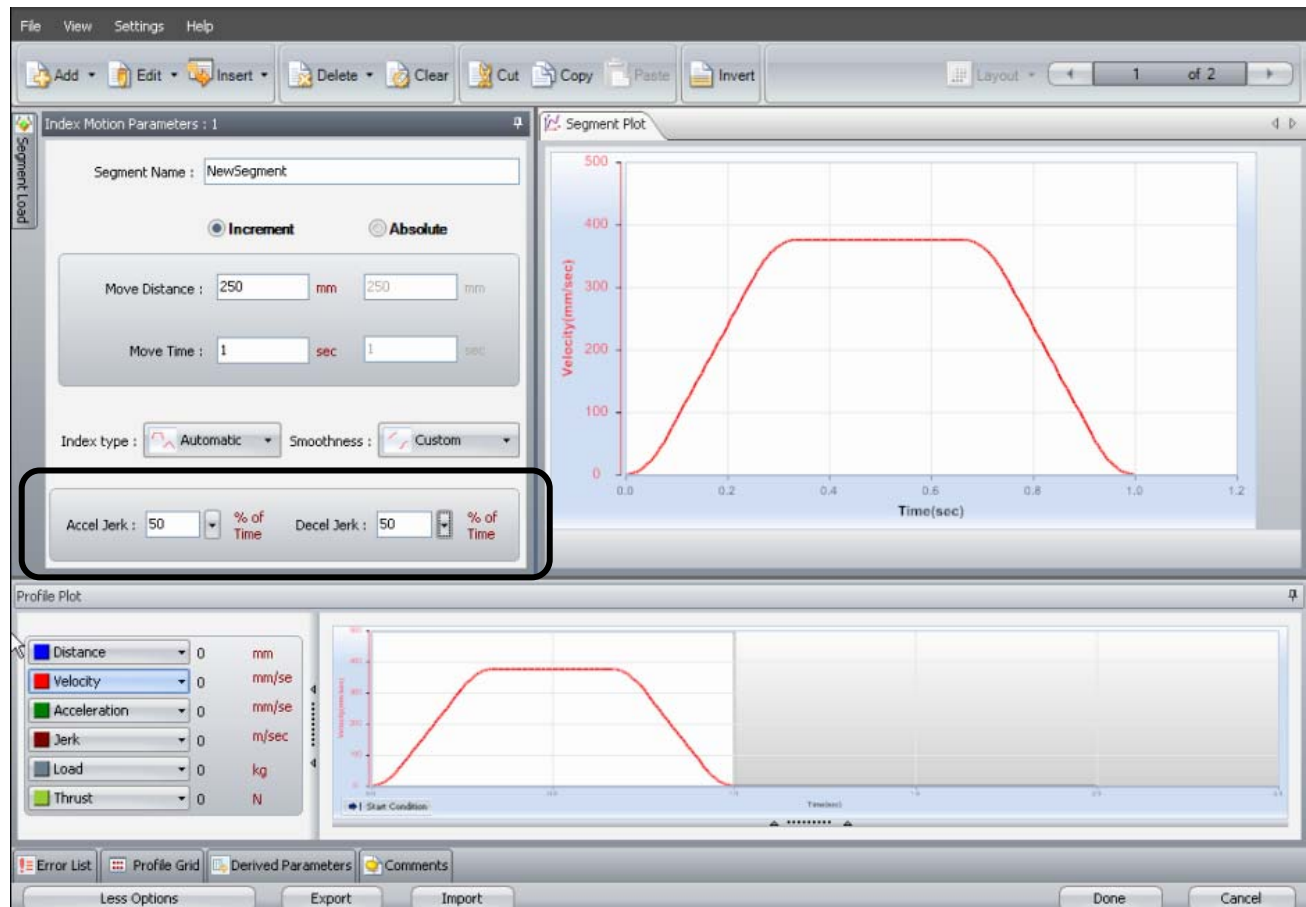 File View Settings Help
Add Edit Insert Delete Clear Cut Copy Paste Invert Layout 1 of 2
Segment Load
Index Motion Parameters : 1
Segment Name : NewSegment
Increment Absolute
Move Distance : 250 mm 250 mm
Move Time : 1 sec 1 sec
Index type : Automatic Smoothness : Custom
Accel Jerk : 50 % of Time Decel Jerk : 50 % of Time
Segment Plot
500
400
300
200
100
0
Velocity(mm/sec)
0.0 0.2 0.4 0.6 0.8 1.0 1.2
Time(sec)
Profile Plot
Distance 0 mm
Velocity 0 mm/se
Acceleration 0 mm/se
Jerk 0 m/sec
Load 0 kg
Thrust 0 N
Start Condition
Time(sec)
Error List Profile Grid Derived Parameters Comments
Less Options Export Import Done Cancel